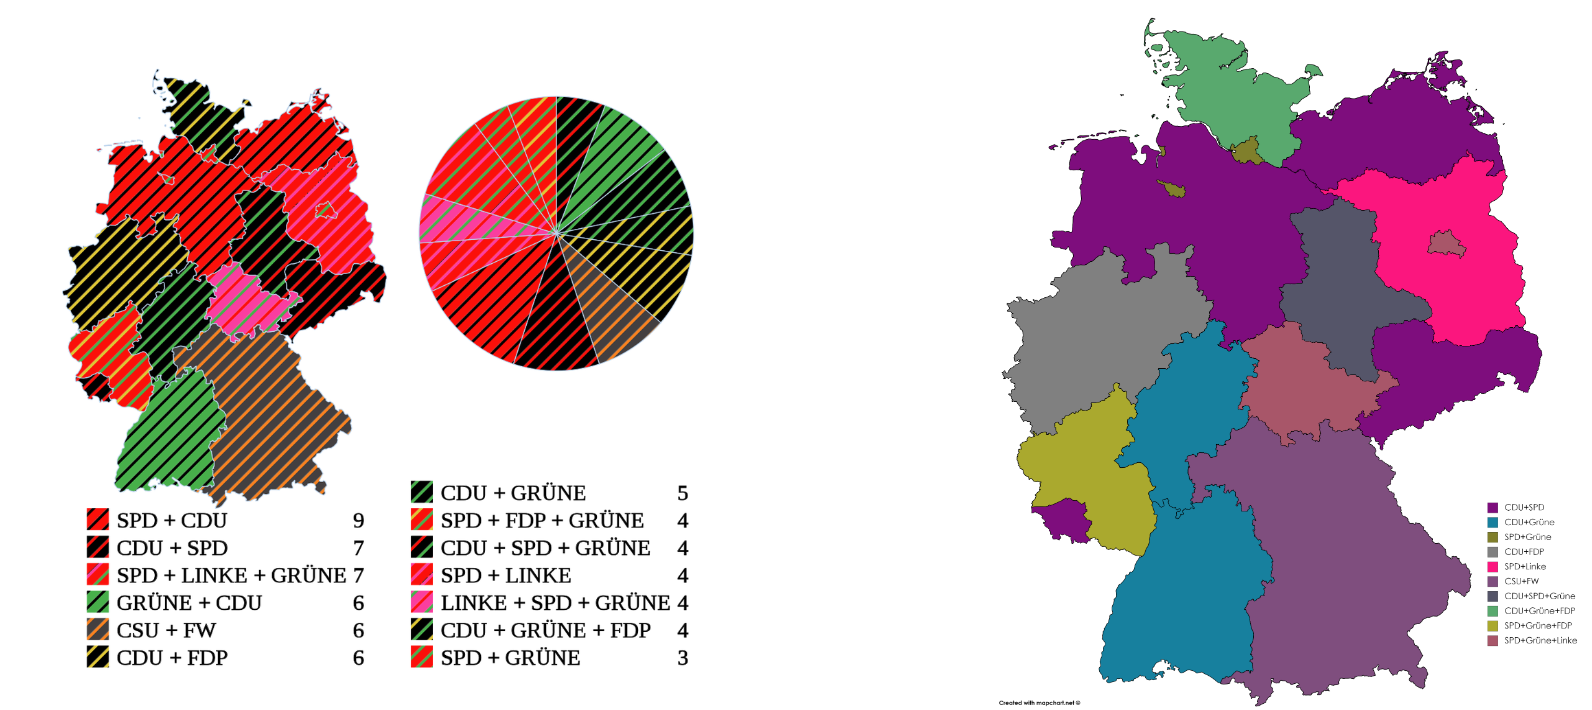 SPD + CDU 9
CDU + SPD 7
SPD + LINKE + GRÜNE 7
GRÜNE + CDU 6
CSU + FW 6
CDU + FDP 6
CDU + GRÜNE 5
SPD + FDP + GRÜNE 4
CDU + SPD + GRÜNE 4
SPD + LINKE 4
LINKE + SPD + GRÜNE 4
CDU + GRÜNE + FDP 4
SPD + GRÜNE 3
CDU+SPD
CDU+Grüne
SPD+Grüne
CDU+FDP
SPD+Linke
CSU+FW
CDU+SPD+Grüne
CDU+Grüne+FDP
SPD+Grüne+FDP
SPD+Grüne+Linke
Created with mapchart.net ©